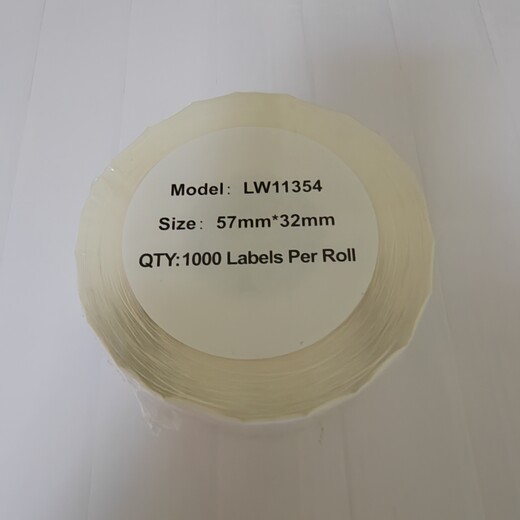 Model: LW11354
Size: 57mm*32mm
QTY:1000 Labels Per Roll